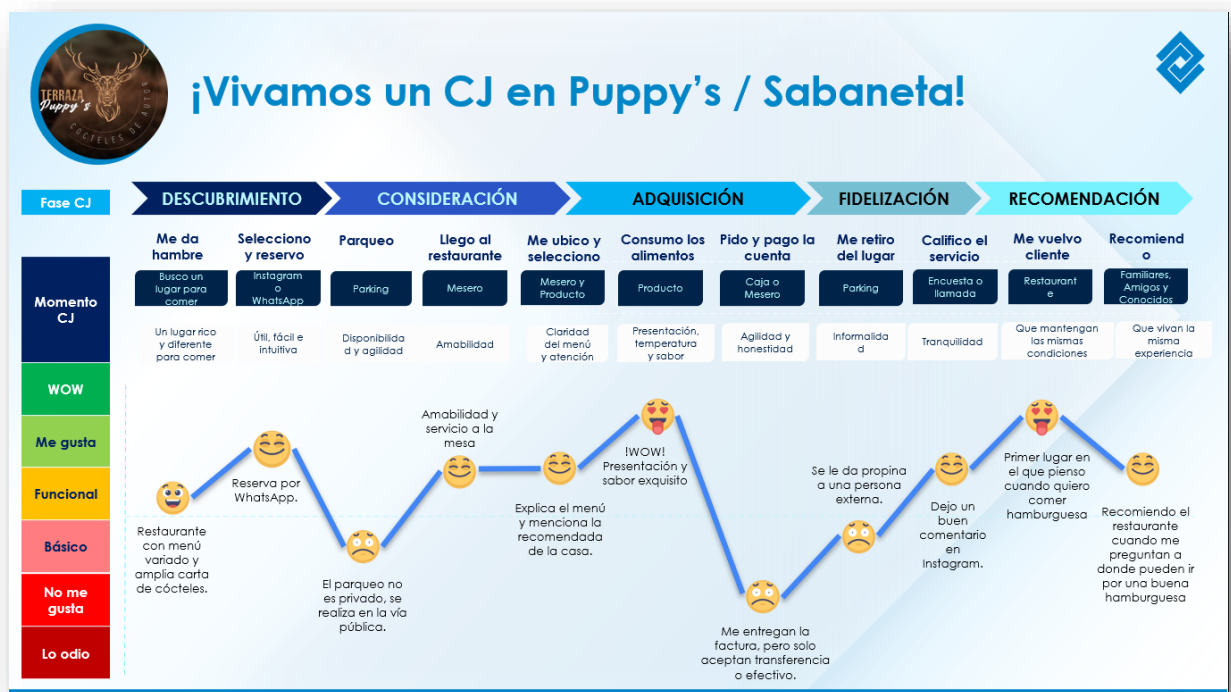 TERRAZA
Puppy's
COCTELES DE AUTOR
¡Vivamos un CJ en Puppy's / Sabaneta!
Fase CJ
DESCUBRIMIENTO
CONSIDERACIÓN
ADQUISICIÓN
FIDELIZACIÓN
RECOMENDACIÓN
Momento
CJ
Me da
hambre
Selecciono
y reservo
Parqueo
Llego al
restaurante
Me ubico y
selecciono
Consumo los
alimentos
Pido y pago la
cuenta
Me retiro
del lugar
Califico el
servicio
Me vuelvo
cliente
Recomiend
o
Busco un
lugar para
comer
Instagram
o
WhatsApp
Parking
Mesero
Mesero y
Producto
Producto
Caja o
Mesero
Parking
Encuesta o
llamada
Restaurant
e
Familiares,
Amigos y
Conocidos
Un lugar rico
y diferente
para comer
Útil, fácil e
intuitiva
Disponibilida
d y agilidad
Amabilidad
Claridad
del menú
y atención
Presentación,
temperatura
y sabor
Agilidad y
honestidad
Informalida
d
Tranquilidad
Que mantengan
las mismas
condiciones
Que vivan la
misma
experiencia
WOW
Me gusta
Funcional
Básico
No me
gusta
Lo odio
Restaurante
con menú
variado y
amplia carta
de cócteles.
Reserva por
WhatsApp.
El parqueo no
es privado, se
realiza en la vía
pública.
Amabilidad y
servicio a la
mesa
Explica el menú
y menciona la
recomendada
de la casa.
!WOW!
Presentación y
sabor exquisito
Me entregan la
factura, pero solo
aceptan transferencia
o efectivo.
Se le da propina
a una persona
externa.
Dejo un
buen
comentario
en
Instagram.
Primer lugar en
el que pienso
cuando quiero
comer
hamburguesa
Recomiendo el
restaurante
cuando me
preguntan a
donde pueden ir
por una buena
hamburguesa